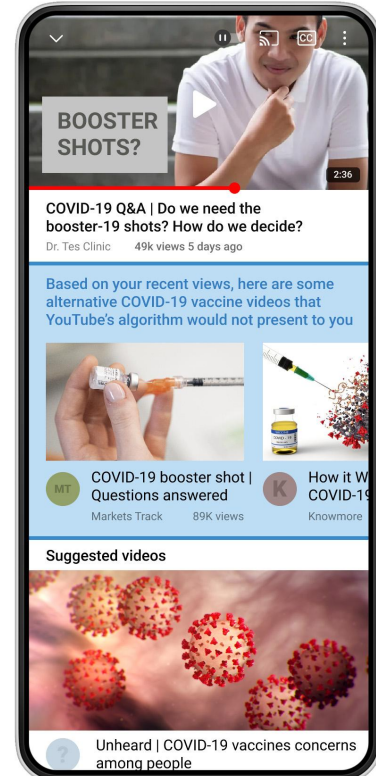 CC
BOOSTER
SHOTS?
2:36
COVID-19 Q&A | Do we need the
booster-19 shots? How do we decide?
Dr. Tes Clinic 49k views 5 days ago
Based on your recent views, here are some
alternative COVID-19 vaccine videos that
YouTube's algorithm would not present to you
MT
COVID-19 booster shot |
Questions answered
Markets Track 89K views
K
How it W
COVID-19
Knowmore
Suggested videos
?
Unheard | COVID-19 vaccines concerns
among people